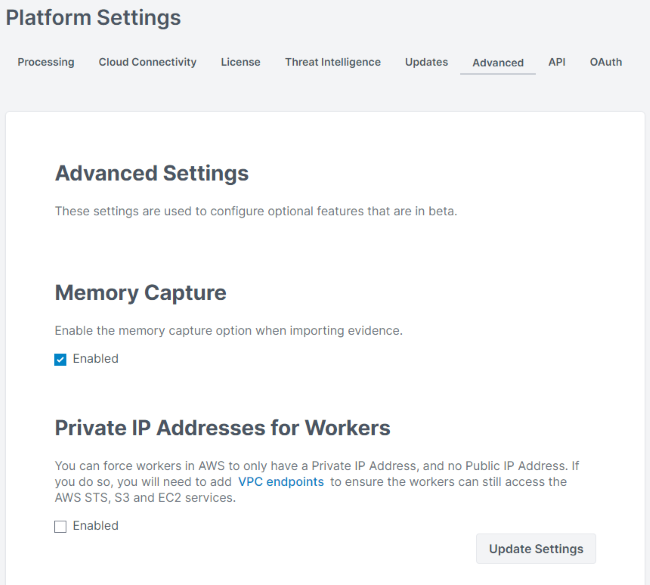 Platform Settings
Processing Cloud Connectivity License Threat Intelligence Updates Advanced API OAuth
Advanced Settings
These settings are used to configure optional features that are in beta.
Memory Capture
Enable the memory capture option when importing evidence.
Enabled
Private IP Addresses for Workers
You can force workers in AWS to only have a Private IP Address, and no Public IP Address. If
you do so, you will need to add VPC endpoints to ensure the workers can still access the
AWS STS, S3 and EC2 services.
Enabled
Update Settings